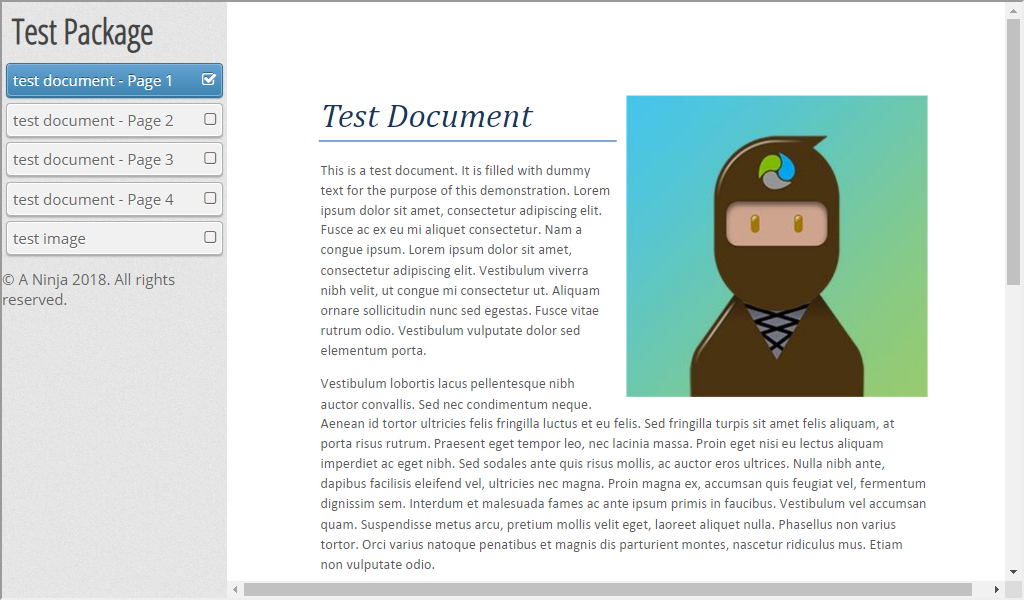 Test Package
test document - Page 1
test document - Page 2
test document - Page 3
test document - Page 4
test image
© A Ninja 2018. All rights
reserved.
Test Document
This is a test document. It is filled with dummy
text for the purpose of this demonstration. Lorem
ipsum dolor sit amet, consectetur adipiscing elit.
Fusce ac ex eu mi aliquet consectetur. Nam a
congue ipsum. Lorem ipsum dolor sit amet,
consectetur adipiscing elit. Vestibulum viverra
nibh velit, ut congue mi consectetur ut. Aliquam
ornare sollicitudin nunc sed egestas. Fusce vitae
rutrum odio. Vestibulum vulputate dolor sed
elementum porta.
Vestibulum lobortis lacus pellentesque nibh
auctor convallis. Sed nec condimentum neque.
Aenean id tortor ultricies felis fringilla luctus et eu felis. Sed fringilla turpis sit amet felis aliquam, at
porta risus rutrum. Praesent eget tempor leo, nec lacinia massa. Proin eget nisi eu lectus aliquam
imperdiet ac eget nibh. Sed sodales ante quis risus mollis, ac auctor eros ultrices. Nulla nibh ante,
dapibus facilisis eleifend vel, ultricies nec magna. Proin magna ex, accumsan quis feugiat vel, fermentum
dignissim sem. Interdum et malesuada fames ac ante ipsum primis in faucibus. Vestibulum vel accumsan
quam. Suspendisse metus arcu, pretium mollis velit eget, laoreet aliquet nulla. Phasellus non varius
tortor. Orci varius natoque penatibus et magnis dis parturient montes, nascetur ridiculus mus. Etiam
non vulputate odio.